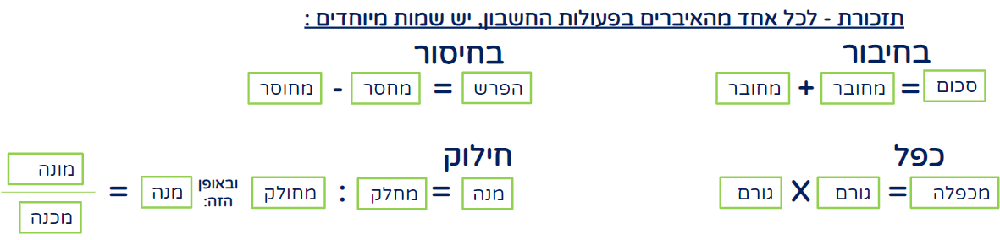 תזכורת - לכל אחד מהאיברים בפעולות החשבון, יש שמות מיוחדים :
בחיבור
מחובר + מחובר = סכום
בחיסור
מחוסר - מחסר = הפרש
כפל
גורם X גורם = מכפלה
חילוק
מחולק : מחלק = מנה
ובאופן
הזה:
מנה =
מונה
מכנה